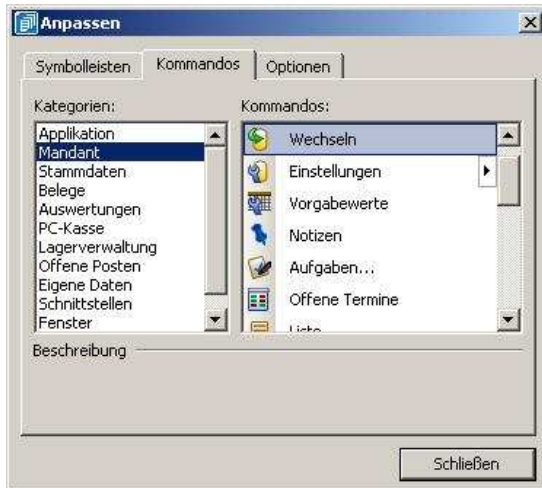 Anpassen
Symbolleisten
Kommandos
Optionen
Kategorien:
Applikation
Mandant
Stammdaten
Belege
Auswertungen
PC-Kasse
Lagerverwaltung
Offene Posten
Eigene Daten
Schnittstellen
Fenster
Kommandos:
Wechseln
Einstellungen
Vorgabewerte
Notizen
Aufgaben...
Offene Termine
Liste
Beschreibung
Schließen